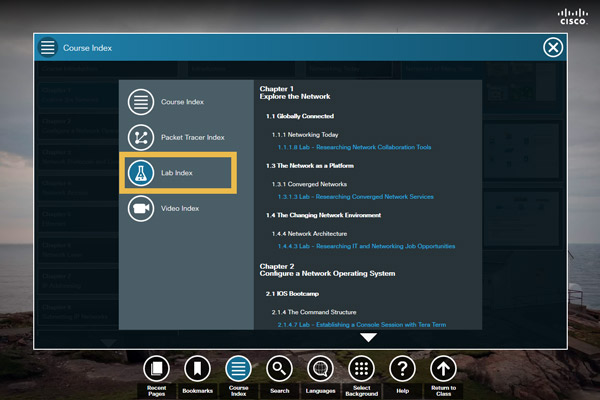 CISCO
Course Index
Course Index
Packet Tracer Index
Lab Index
Video Index
Chapter 1
Explore the Network
1.1 Globally Connected
1.1.1 Networking Today
1.1.1.8 Lab - Researching Network Collaboration Tools
1.3 The Network as a Platform
1.3.1 Converged Networks
1.3.1.3 Lab - Researching Converged Network Services
1.4 The Changing Network Environment
1.4.4 Network Architecture
1.4.4.3 Lab - Researching IT and Networking Job Opportunities
Chapter 2
Configure a Network Operating System
2.1 IOS Bootcamp
2.1.4 The Command Structure
2.1.4.7 Lab - Establishing a Console Session with Tera Term
Recent
Pages
Bookmarks
Course
Index
Search
Languages
Select
Background
Help
Return to
Class